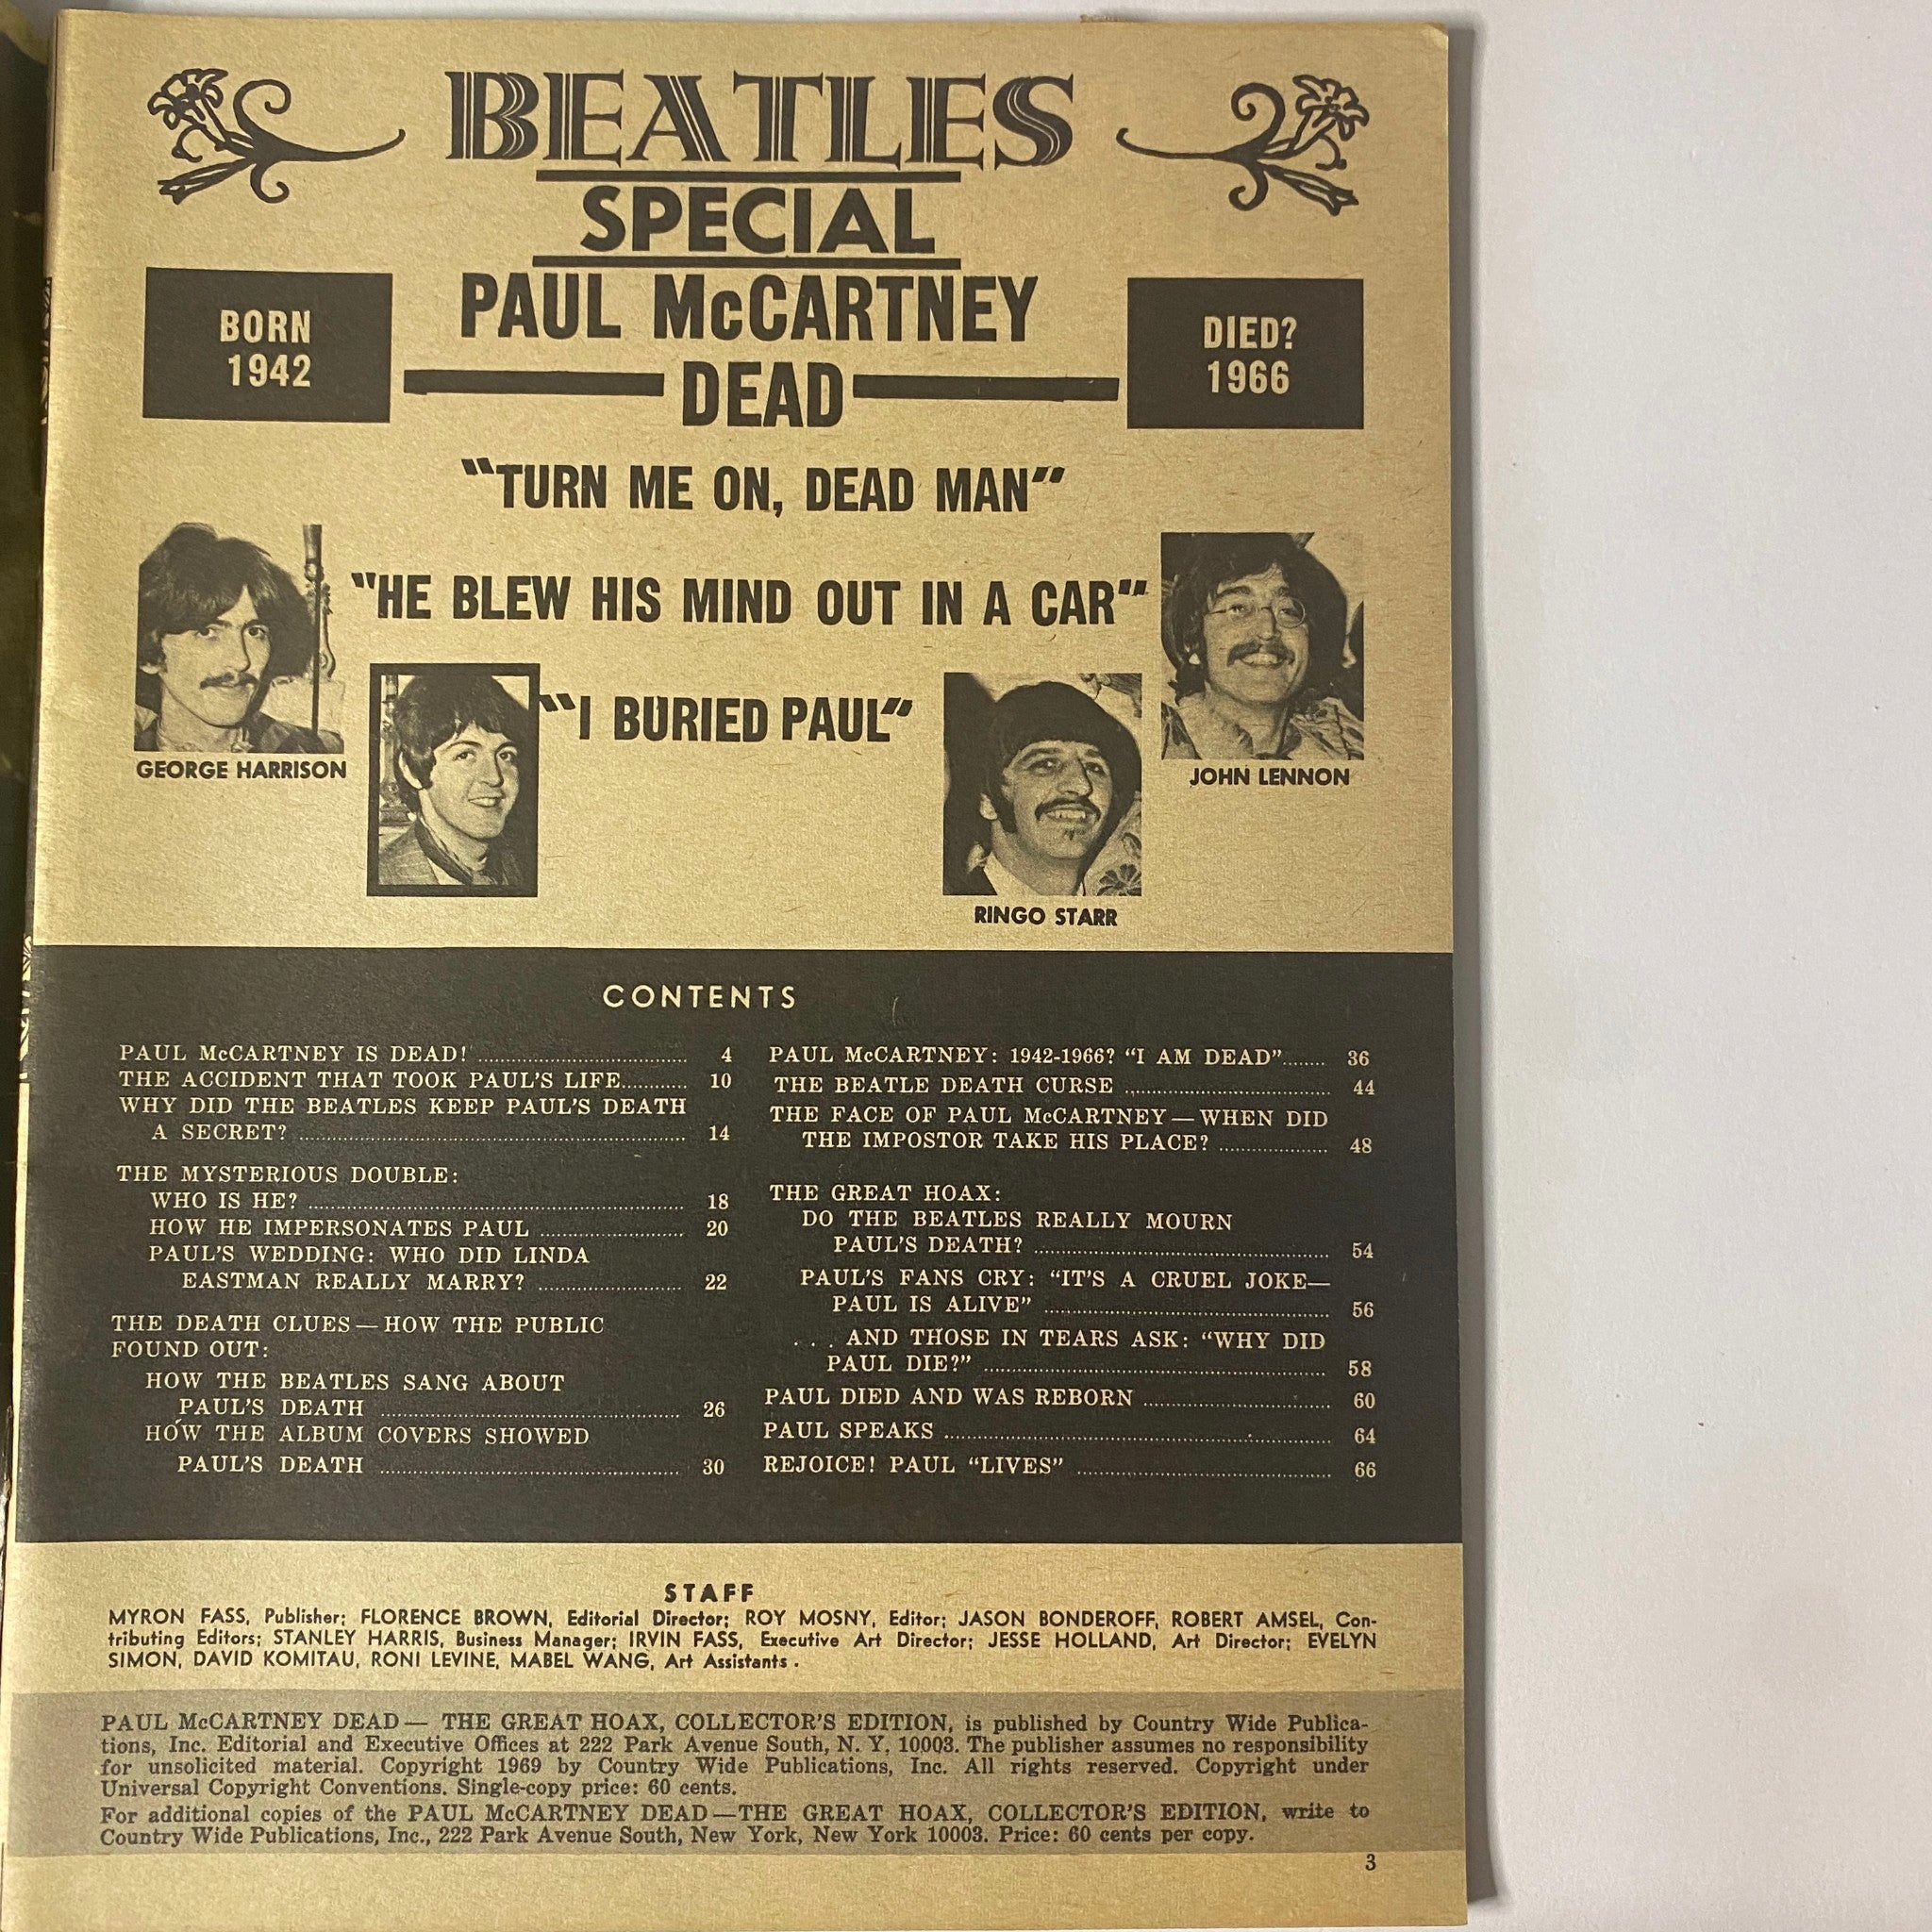 BEATLES
SPECIAL
PAUL McCARTNEY
DEAD
BORN
1942
DIED?
1966
"TURN ME ON, DEAD MAN"
"HE BLEW HIS MIND OUT IN A CAR"
"I BURIED PAUL"
GEORGE HARRISON
JOHN LENNON
RINGO STARR
CONTENTS
PAUL McCARTNEY IS DEAD! .......... 4
THE ACCIDENT THAT TOOK PAUL'S LIFE.......... 10
WHY DID THE BEATLES KEEP PAUL'S DEATH
A SECRET? .......... 14
THE MYSTERIOUS DOUBLE:
WHO IS HE? .......... 18
HOW HE IMPERSONATES PAUL .......... 20
PAUL'S WEDDING: WHO DID LINDA
EASTMAN REALLY MARRY? .......... 22
THE DEATH CLUES—HOW THE PUBLIC
FOUND OUT:
HOW THE BEATLES SANG ABOUT
PAUL'S DEATH .......... 26
HOW THE ALBUM COVERS SHOWED
PAUL'S DEATH .......... 30
PAUL McCARTNEY: 1942-1966? "I AM DEAD"....... 36
THE BEATLE DEATH CURSE .......... 44
THE FACE OF PAUL McCARTNEY—WHEN DID
THE IMPOSTOR TAKE HIS PLACE? .......... 48
THE GREAT HOAX:
DO THE BEATLES REALLY MOURN
PAUL'S DEATH? .......... 54
PAUL'S FANS CRY: "IT'S A CRUEL JOKE—
PAUL IS ALIVE" .......... 56
. . . AND THOSE IN TEARS ASK: "WHY DID
PAUL DIE?" .......... 58
PAUL DIED AND WAS REBORN .......... 60
PAUL SPEAKS .......... 64
REJOICE! PAUL "LIVES" .......... 66
STAFF
MYRON FASS, Publisher; FLORENCE BROWN, Editorial Director; ROY MOSNY, Editor; JASON BONDEROFF, ROBERT AMSEL, Con-
tributing Editors; STANLEY HARRIS, Business Manager; IRVIN FASS, Executive Art Director; JESSE HOLLAND, Art Director; EVELYN
SIMON, DAVID KOMITAU, RONI LEVINE, MABEL WANG, Art Assistants.
PAUL McCARTNEY DEAD— THE GREAT HOAX, COLLECTOR'S EDITION, is published by Country Wide Publica-
tions, Inc. Editorial and Executive Offices at 222 Park Avenue South, N. Y. 10003. The publisher assumes no responsibility
for unsolicited material. Copyright 1969 by Country Wide Publications, Inc. All rights reserved. Copyright under
Universal Copyright Conventions. Single-copy price: 60 cents.
For additional copies of the PAUL McCARTNEY DEAD—THE GREAT HOAX, COLLECTOR'S EDITION, write to
Country Wide Publications, Inc., 222 Park Avenue South, New York, New York 10003. Price: 60 cents per copy.
3